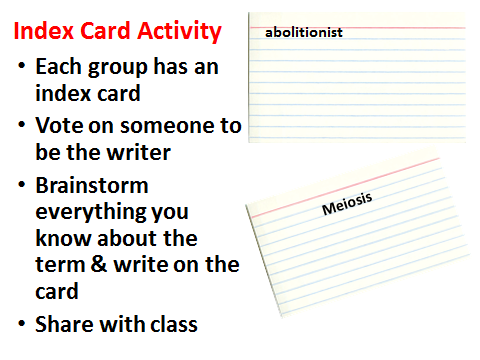 Index Card Activity
• Each group has an
index card
• Vote on someone to
be the writer
• Brainstorm
everything you
know about the
term & write on the
card
• Share with class
abolitionist
Meiosis